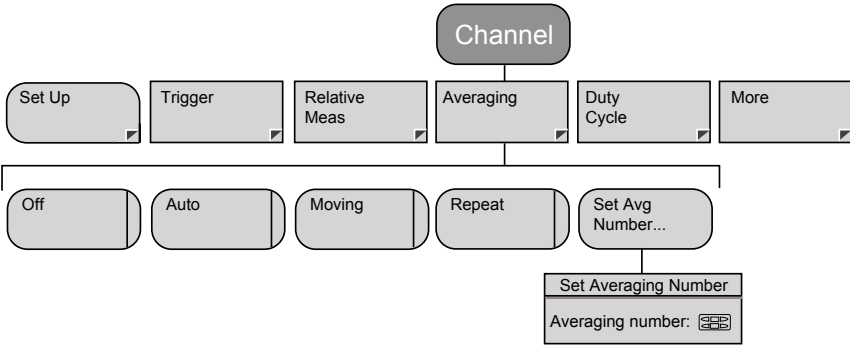 Channel
Set Up
Trigger
Relative
Meas
Averaging
Duty
Cycle
More
Off
Auto
Moving
Repeat
Set Avg
Number...
Set Averaging Number
Averaging number: